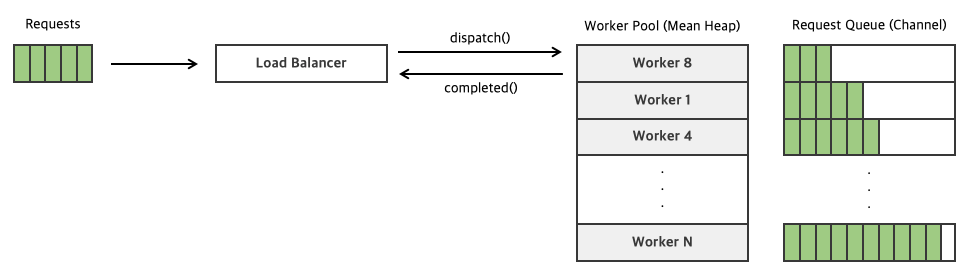 Requests
Load Balancer
dispatch()
completed()
Worker Pool (Mean Heap)
Worker 8
Worker 1
Worker 4
.
.
.
Worker N
Request Queue (Channel)
.
.
.